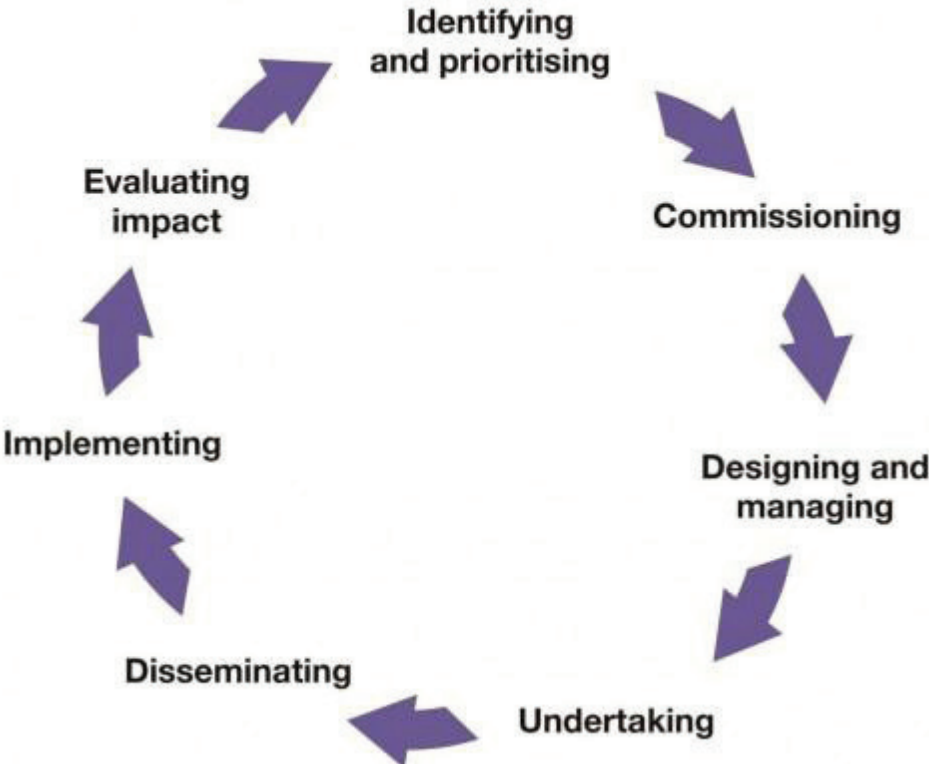 Identifying
and prioritising
Commissioning
Designing and
managing
Undertaking
Disseminating
Implementing
Evaluating
impact